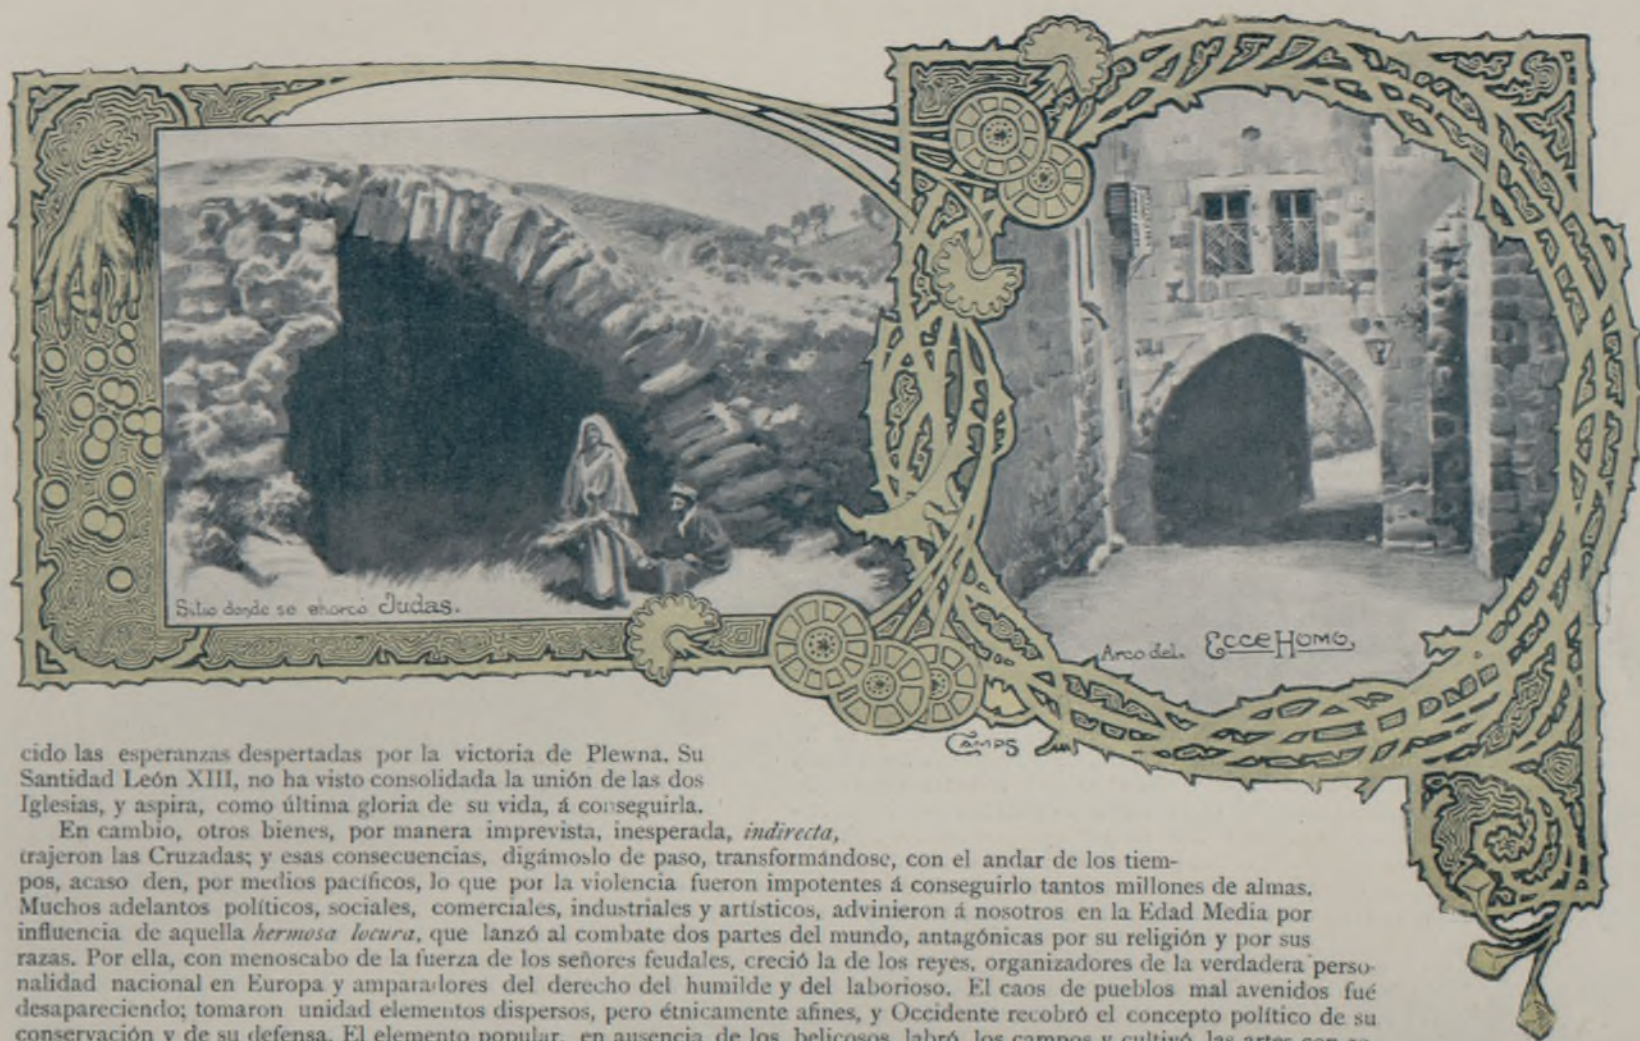 Sitio donde se ahorcó Judas.
Arco del. Ecce Homo,
Camps
cido las esperanzas despertadas por la victoria de Plewna. Su
Santidad León XIII, no ha visto consolidada la unión de las dos
Iglesias, y aspira, como última gloria de su vida, á conseguirla.
En cambio, otros bienes, por manera imprevista, inesperada, indirecta,
trajeron las Cruzadas; y esas consecuencias, digámoslo de paso, transformándose, con el andar de los tiem-
pos, acaso den, por medios pacíficos, lo que por la violencia fueron impotentes á conseguirlo tantos millones de almas.
Muchos adelantos políticos, sociales, comerciales, industriales y artísticos, advinieron á nosotros en la Edad Media por
influencia de aquella hermosa locura, que lanzó al combate dos partes del mundo, antagónicas por su religión y por sus
razas. Por ella, con menoscabo de la fuerza de los señores feudales, creció la de los reyes, organizadores de la verdadera perso-
nalidad nacional en Europa y amparadores del derecho del humilde y del laborioso. El caos de pueblos mal avenidos fué
desapareciendo; tomaron unidad elementos dispersos, pero étnicamente afines, y Occidente recobró el concepto político de su
conservación y de su defensa. El elemento popular, en ausencia de los belicosos, labró los campos y cultivó las artes con